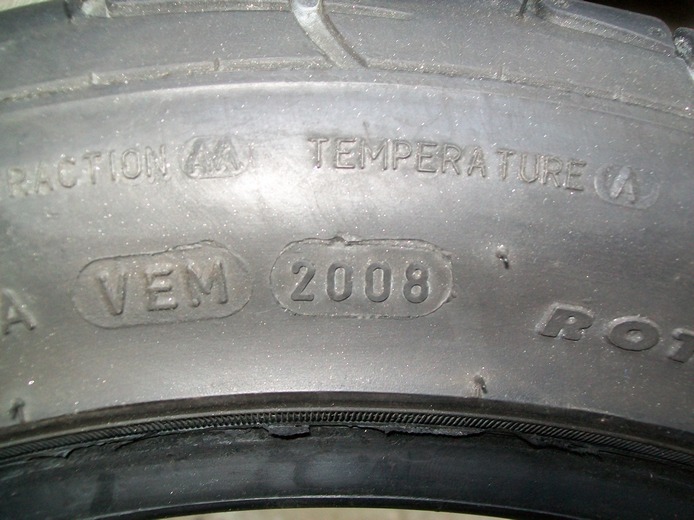 RACTION AA TEMPERATURE A
A VEM 2008 ROT